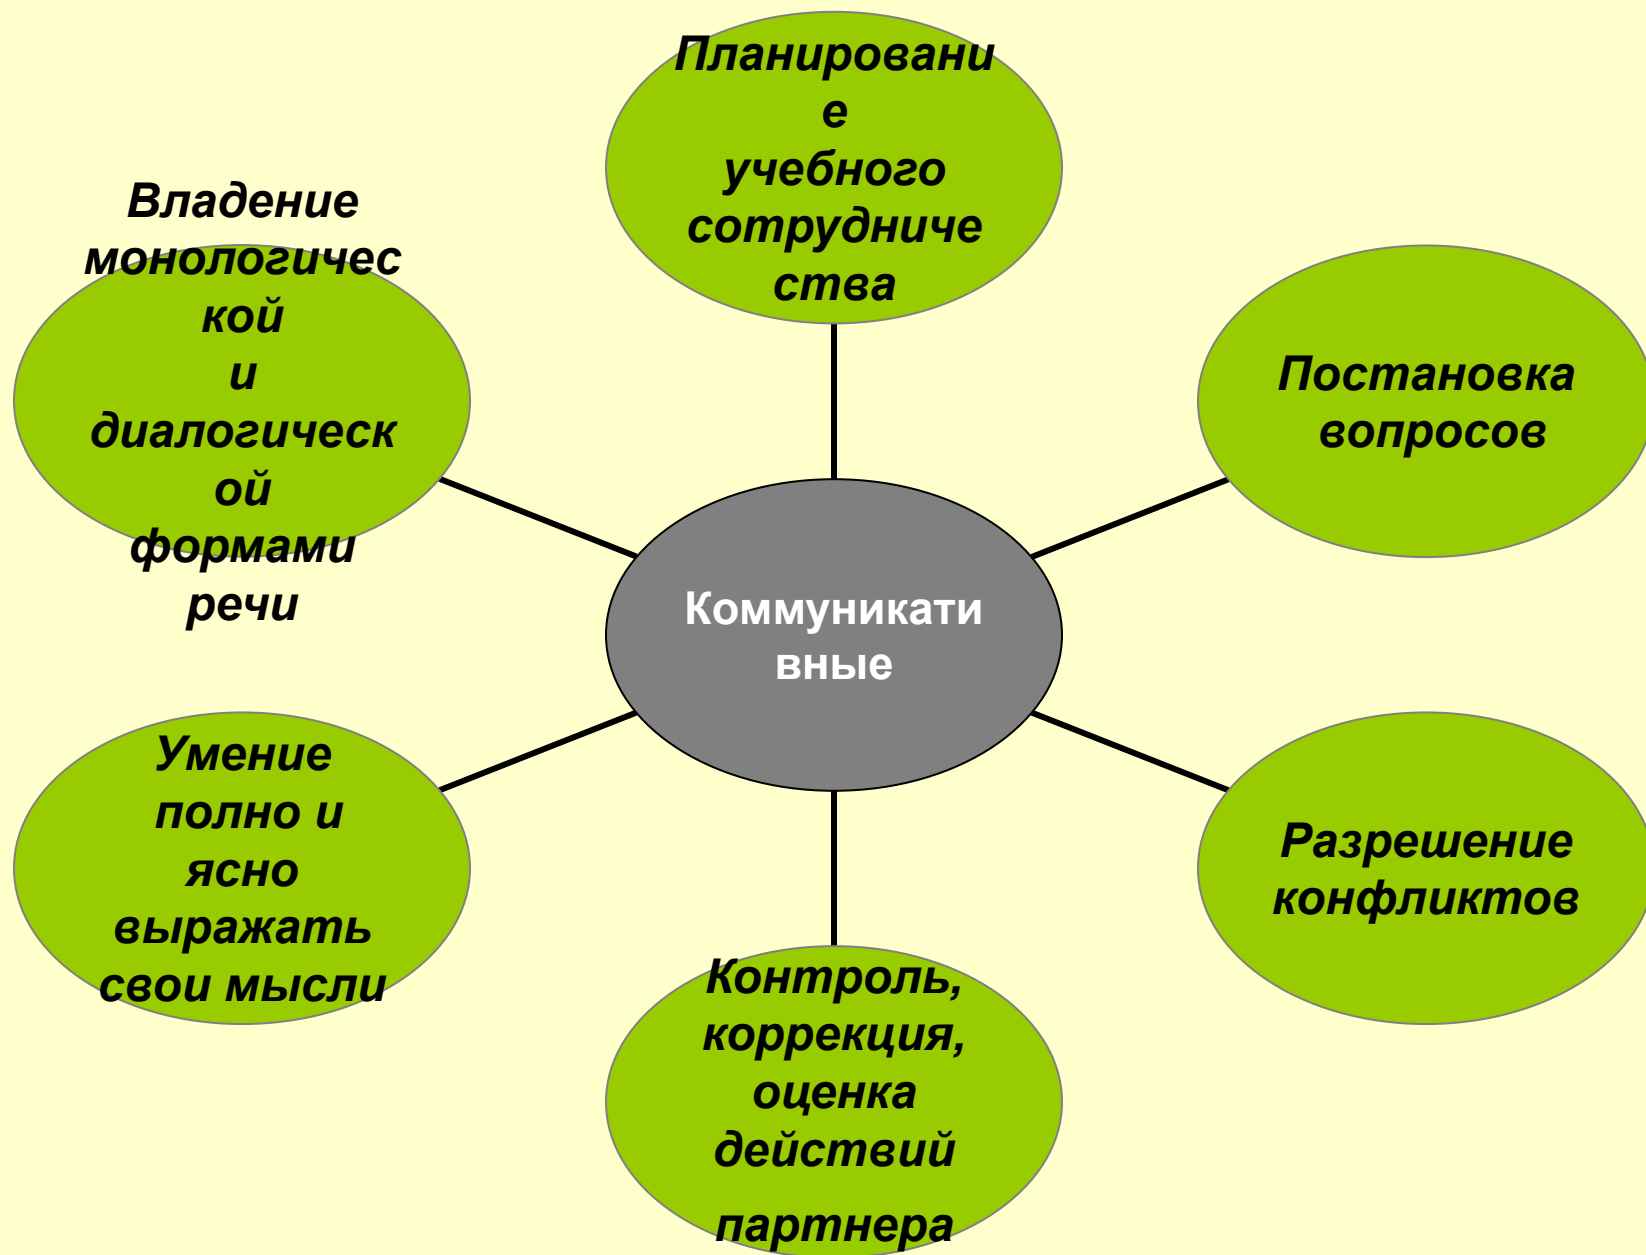 Планировани
е
учебного
сотрудниче
ства
Владение
монологичес
кой
и
диалогическ
ой
формами
речи
Постановка
вопросов
Коммуникати
вные
Умение
полно и
ясно
выражать
свои мысли
Разрешение
конфликтов
Контроль,
коррекция,
оценка
действий
партнера